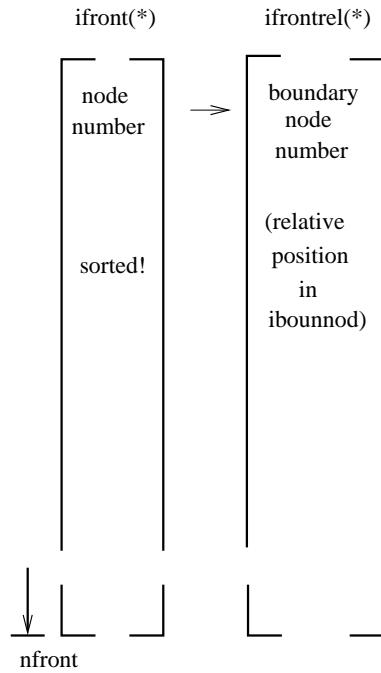 ifront(*)
ifrontrel(*)
node
number
sorted!
boundary
node
number
(relative
position
in
ibounnod)
nfront